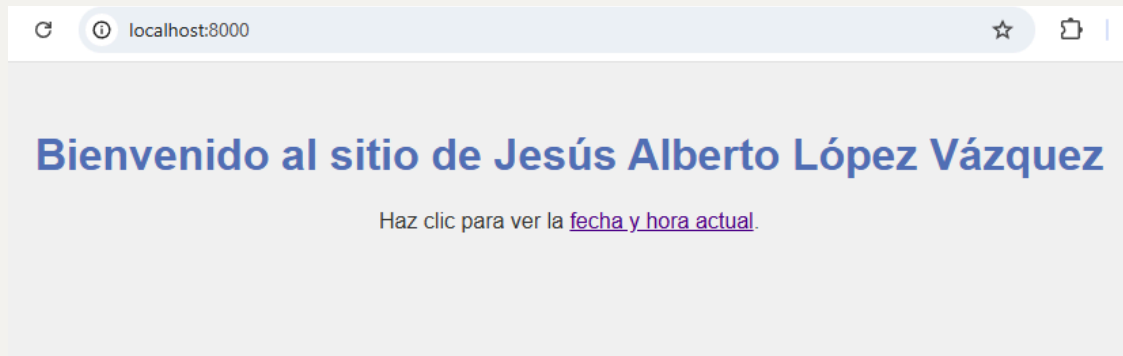 localhost:8000
Bienvenido al sitio de Jesús Alberto López Vázquez
Haz clic para ver la fecha y hora actual.